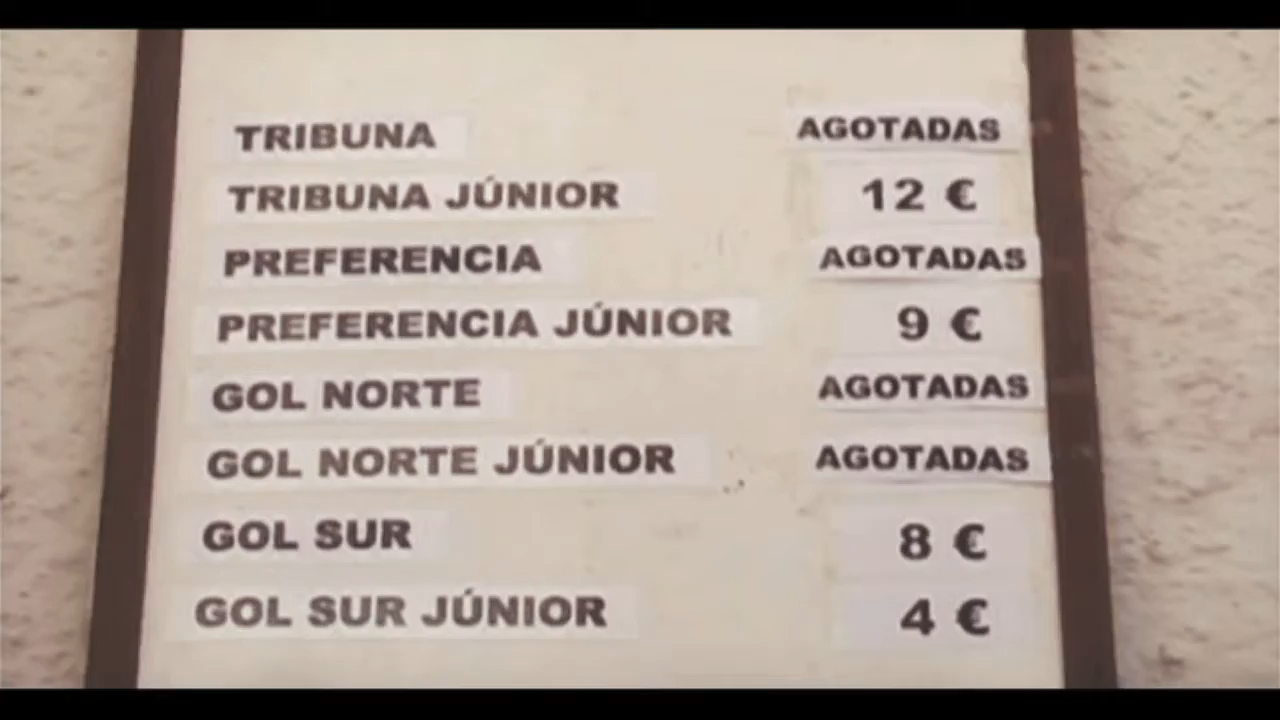 TRIBUNA AGOTADAS
TRIBUNA JÚNIOR 12 €
PREFERENCIA AGOTADAS
PREFERENCIA JÚNIOR 9 €
GOL NORTE AGOTADAS
GOL NORTE JÚNIOR AGOTADAS
GOL SUR 8 €
GOL SUR JÚNIOR 4 €